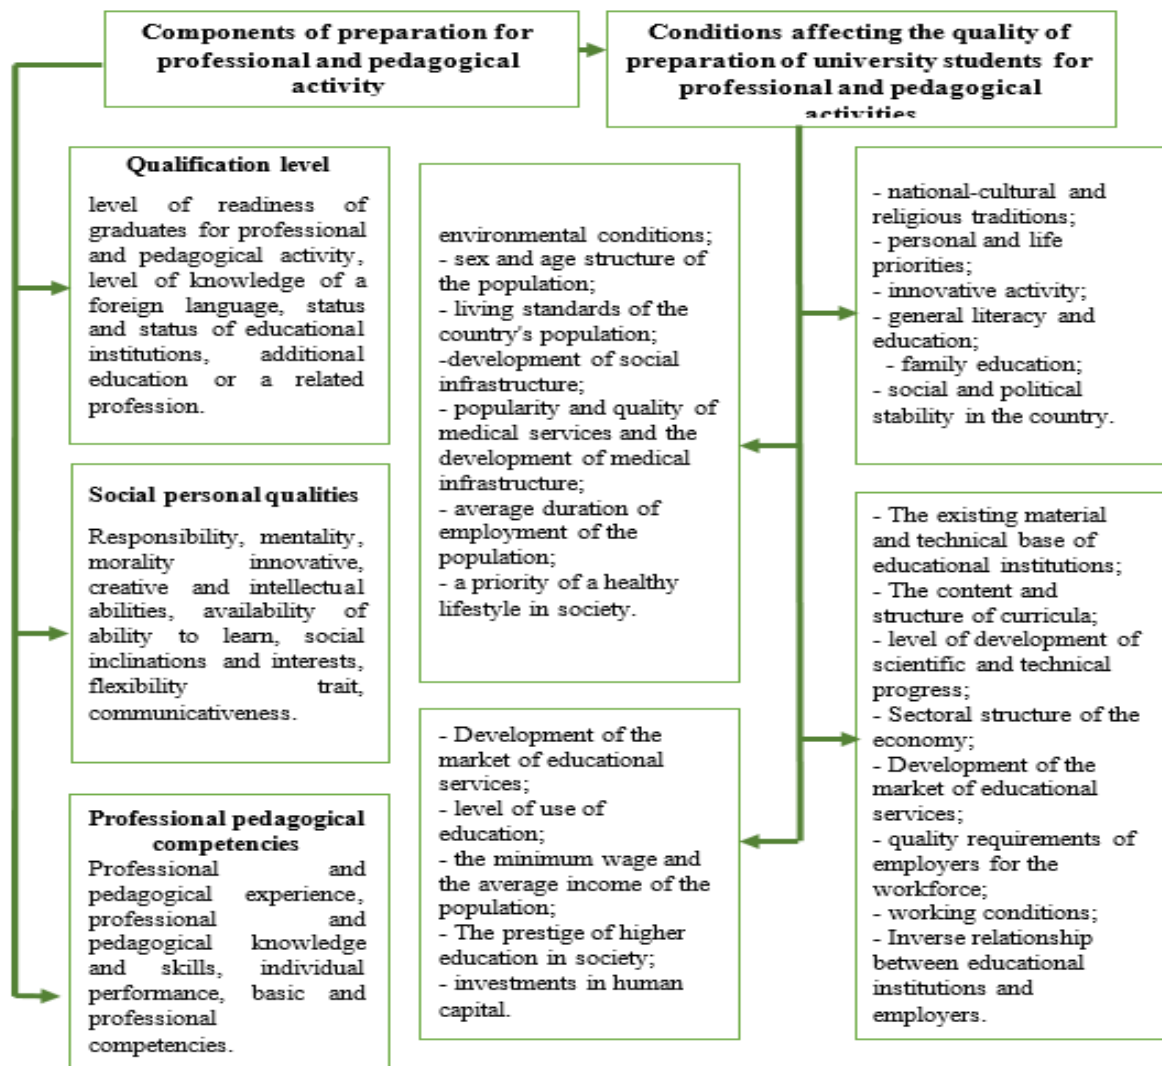 Components of preparation for
professional and pedagogical
activity
Conditions affecting the quality of
preparation of university students for
professional and pedagogical
activities
Qualification level
level of readiness of
graduates for professional
and pedagogical activity,
level of knowledge of a
foreign language, status
and status of educational
institutions, additional
education or a related
profession.
Social personal qualities
Responsibility, mentality,
morality innovative,
creative and intellectual
abilities, availability of
ability to learn, social
inclinations and interests,
flexibility trait,
communicativeness.
Professional pedagogical
competencies
Professional and
pedagogical experience,
professional and
pedagogical knowledge
and skills, individual
performance, basic and
professional
competencies.
environmental conditions;
- sex and age structure of
the population;
- living standards of the
country's population;
-development of social
infrastructure;
- popularity and quality of
medical services and the
development of medical
infrastructure;
- average duration of
employment of the
population;
- a priority of a healthy
lifestyle in society.
- Development of the
market of educational
services;
- level of use of
education;
- the minimum wage and
the average income of the
population;
- The prestige of higher
education in society;
- investments in human
capital.
- national-cultural and
religious traditions;
- personal and life
priorities;
- innovative activity;
- general literacy and
education;
- family education;
- social and political
stability in the country.
- The existing material
and technical base of
educational institutions;
- The content and
structure of curricula;
- level of development of
scientific and technical
progress;
- Sectoral structure of the
economy;
- Development of the
market of educational
services;
- quality requirements of
employers for the
workforce;
- working conditions;
- Inverse relationship
between educational
institutions and
employers.